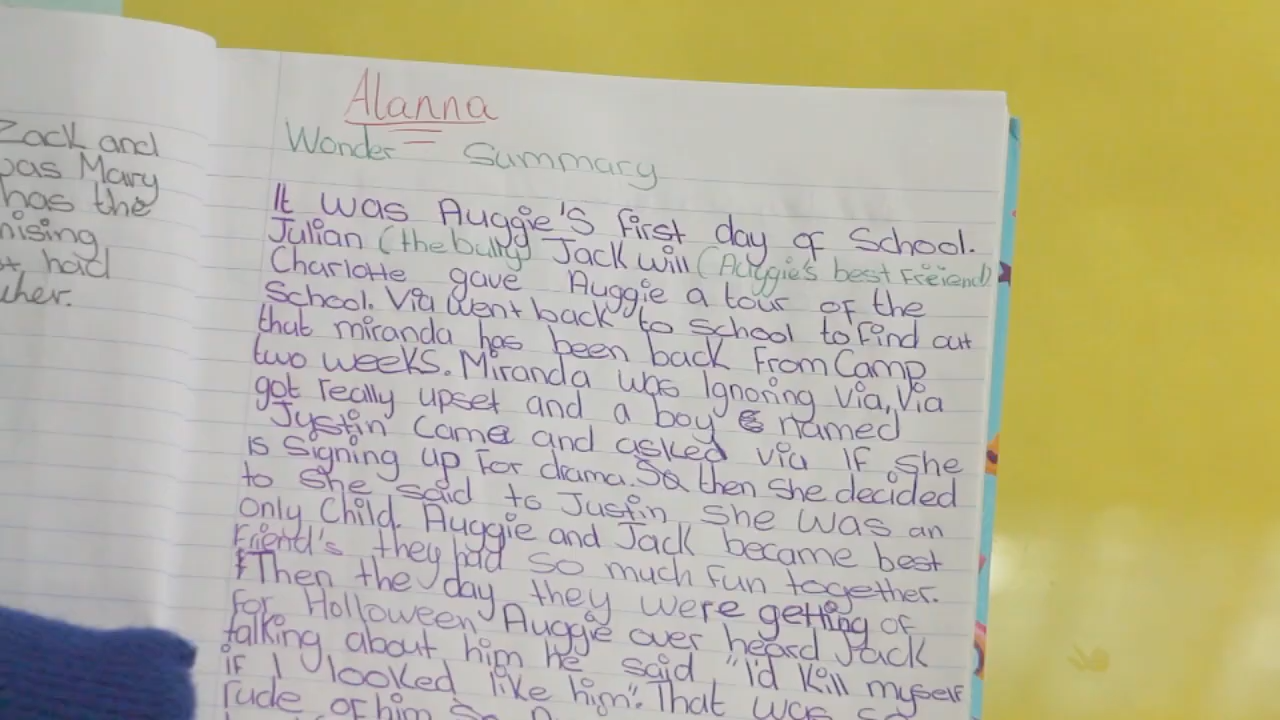 Zack and
was Mary
has the
nising
had
Alanna
Wonder Summary
It was Auggie's first day of School.
Julian (the bully) Jack will (Auggie's best Freiend)
Charlotte gave Auggie a tour of the
School. Via went back to school to find out
that miranda has been back From Camp
two weeks. Miranda was Ignoring Via, Via
got really upset and a boy named
Justin came and asked via if she
is signing up for drama. So then she decided
to she said to Justin she was an
only child. Auggie and Jack became best
Friend's they had so much fun together.
Then the day they were getting of
For Holloween Auggie over heard Jack
talking about him he said "I'd kill myself
if I looked like him". That was so
rude of him so